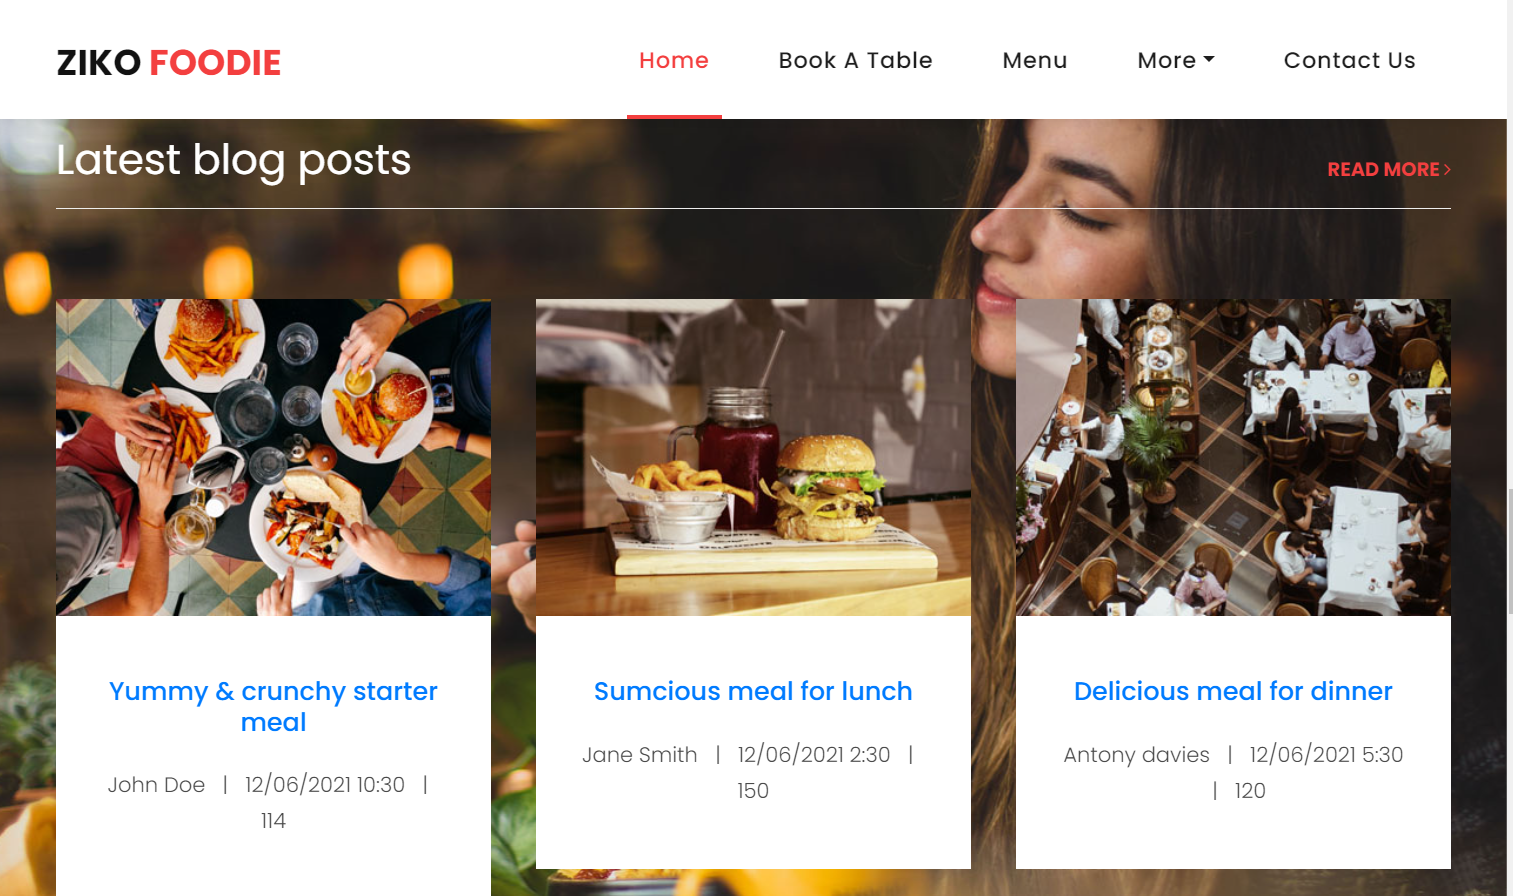 ZIKO FOODIE
Home
Book A Table
Menu
More
Contact Us
Latest blog posts
READ MORE
Yummy & crunchy starter
meal
John Doe | 12/06/2021 10:30 |
114
Sumcious meal for lunch
Jane Smith | 12/06/2021 2:30 |
150
Delicious meal for dinner
Antony davies | 12/06/2021 5:30
| 120